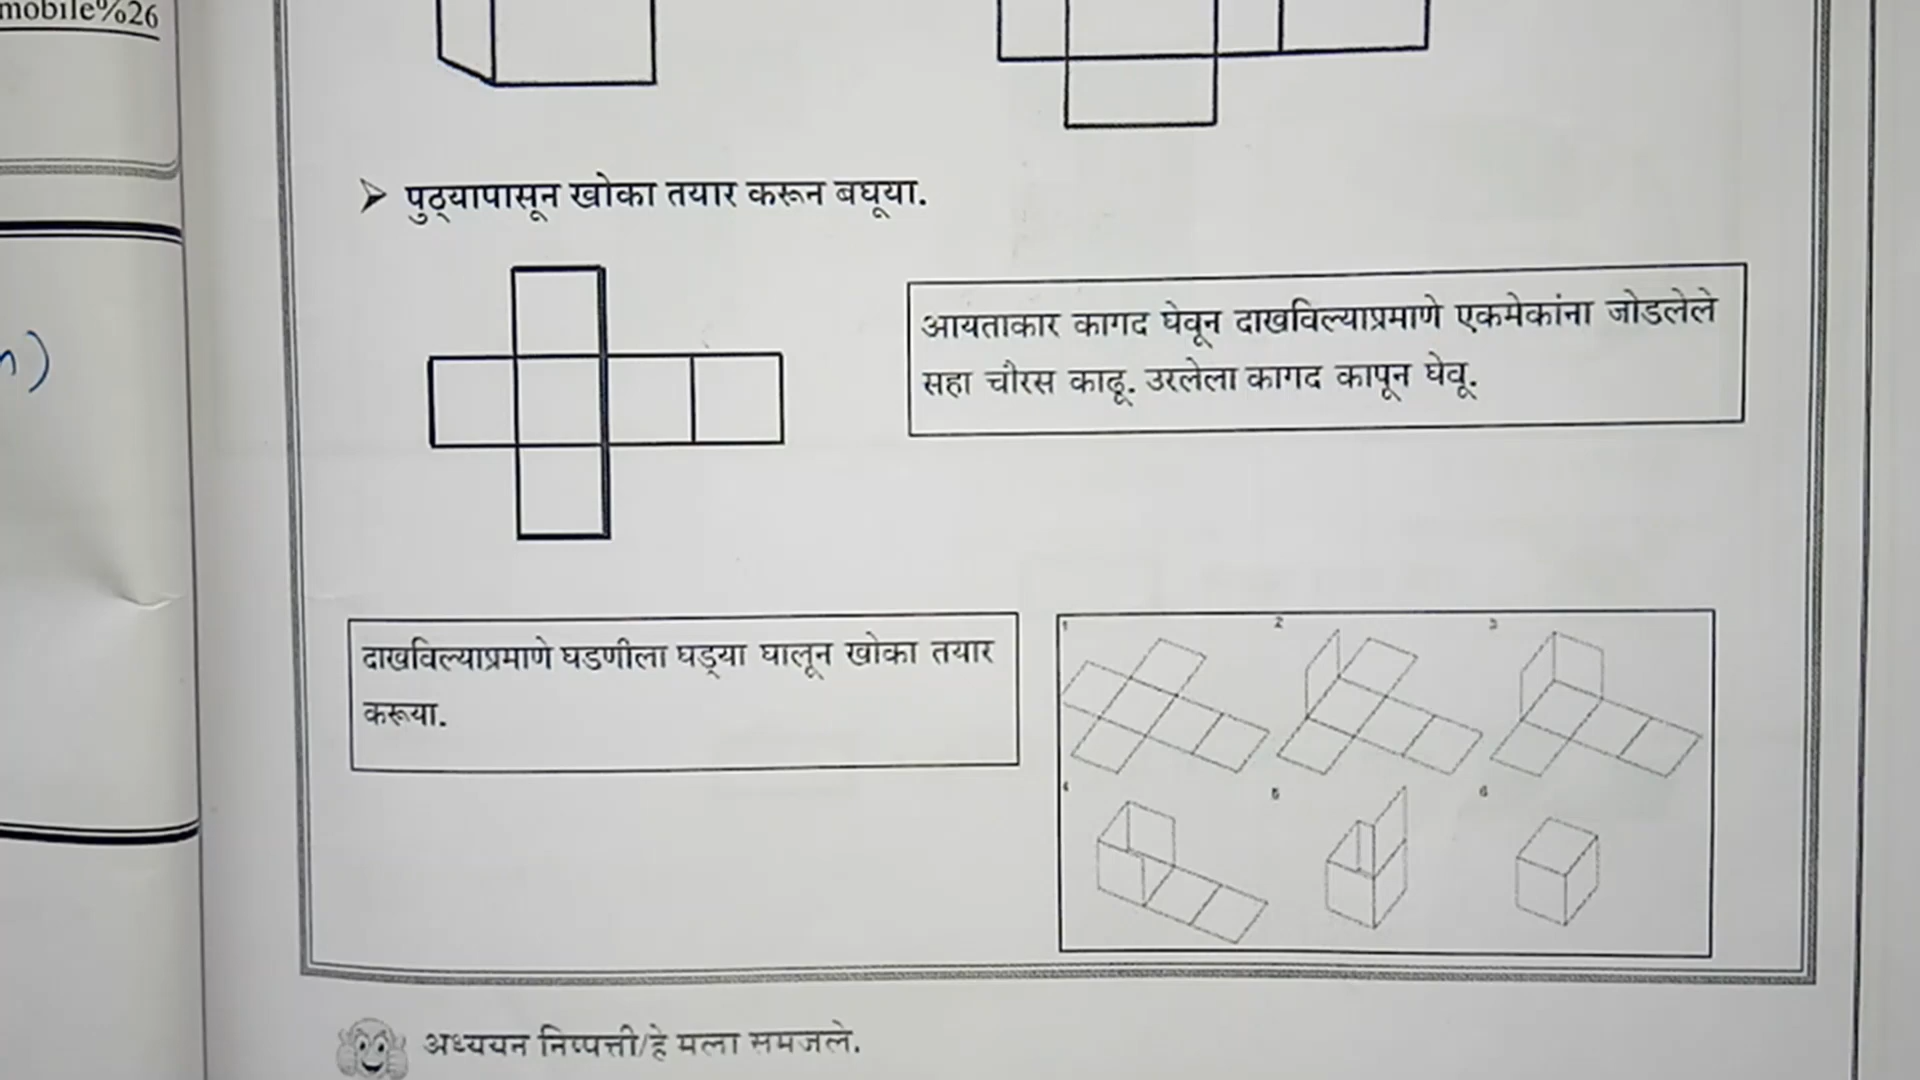 mobile%26
पुठ्यापासून खोका तयार करून बघूया.
आयताकार कागद घेवून दाखविल्याप्रमाणे एकमेकांना जोडलेले
सहा चौरस काढू. उरलेला कागद कापून घेवू.
दाखविल्याप्रमाणे घडणीला घड्या घालून खोका तयार
करूया.
1 2 3
4 5 6
अध्ययन निष्पत्ती/हे मला समजले.